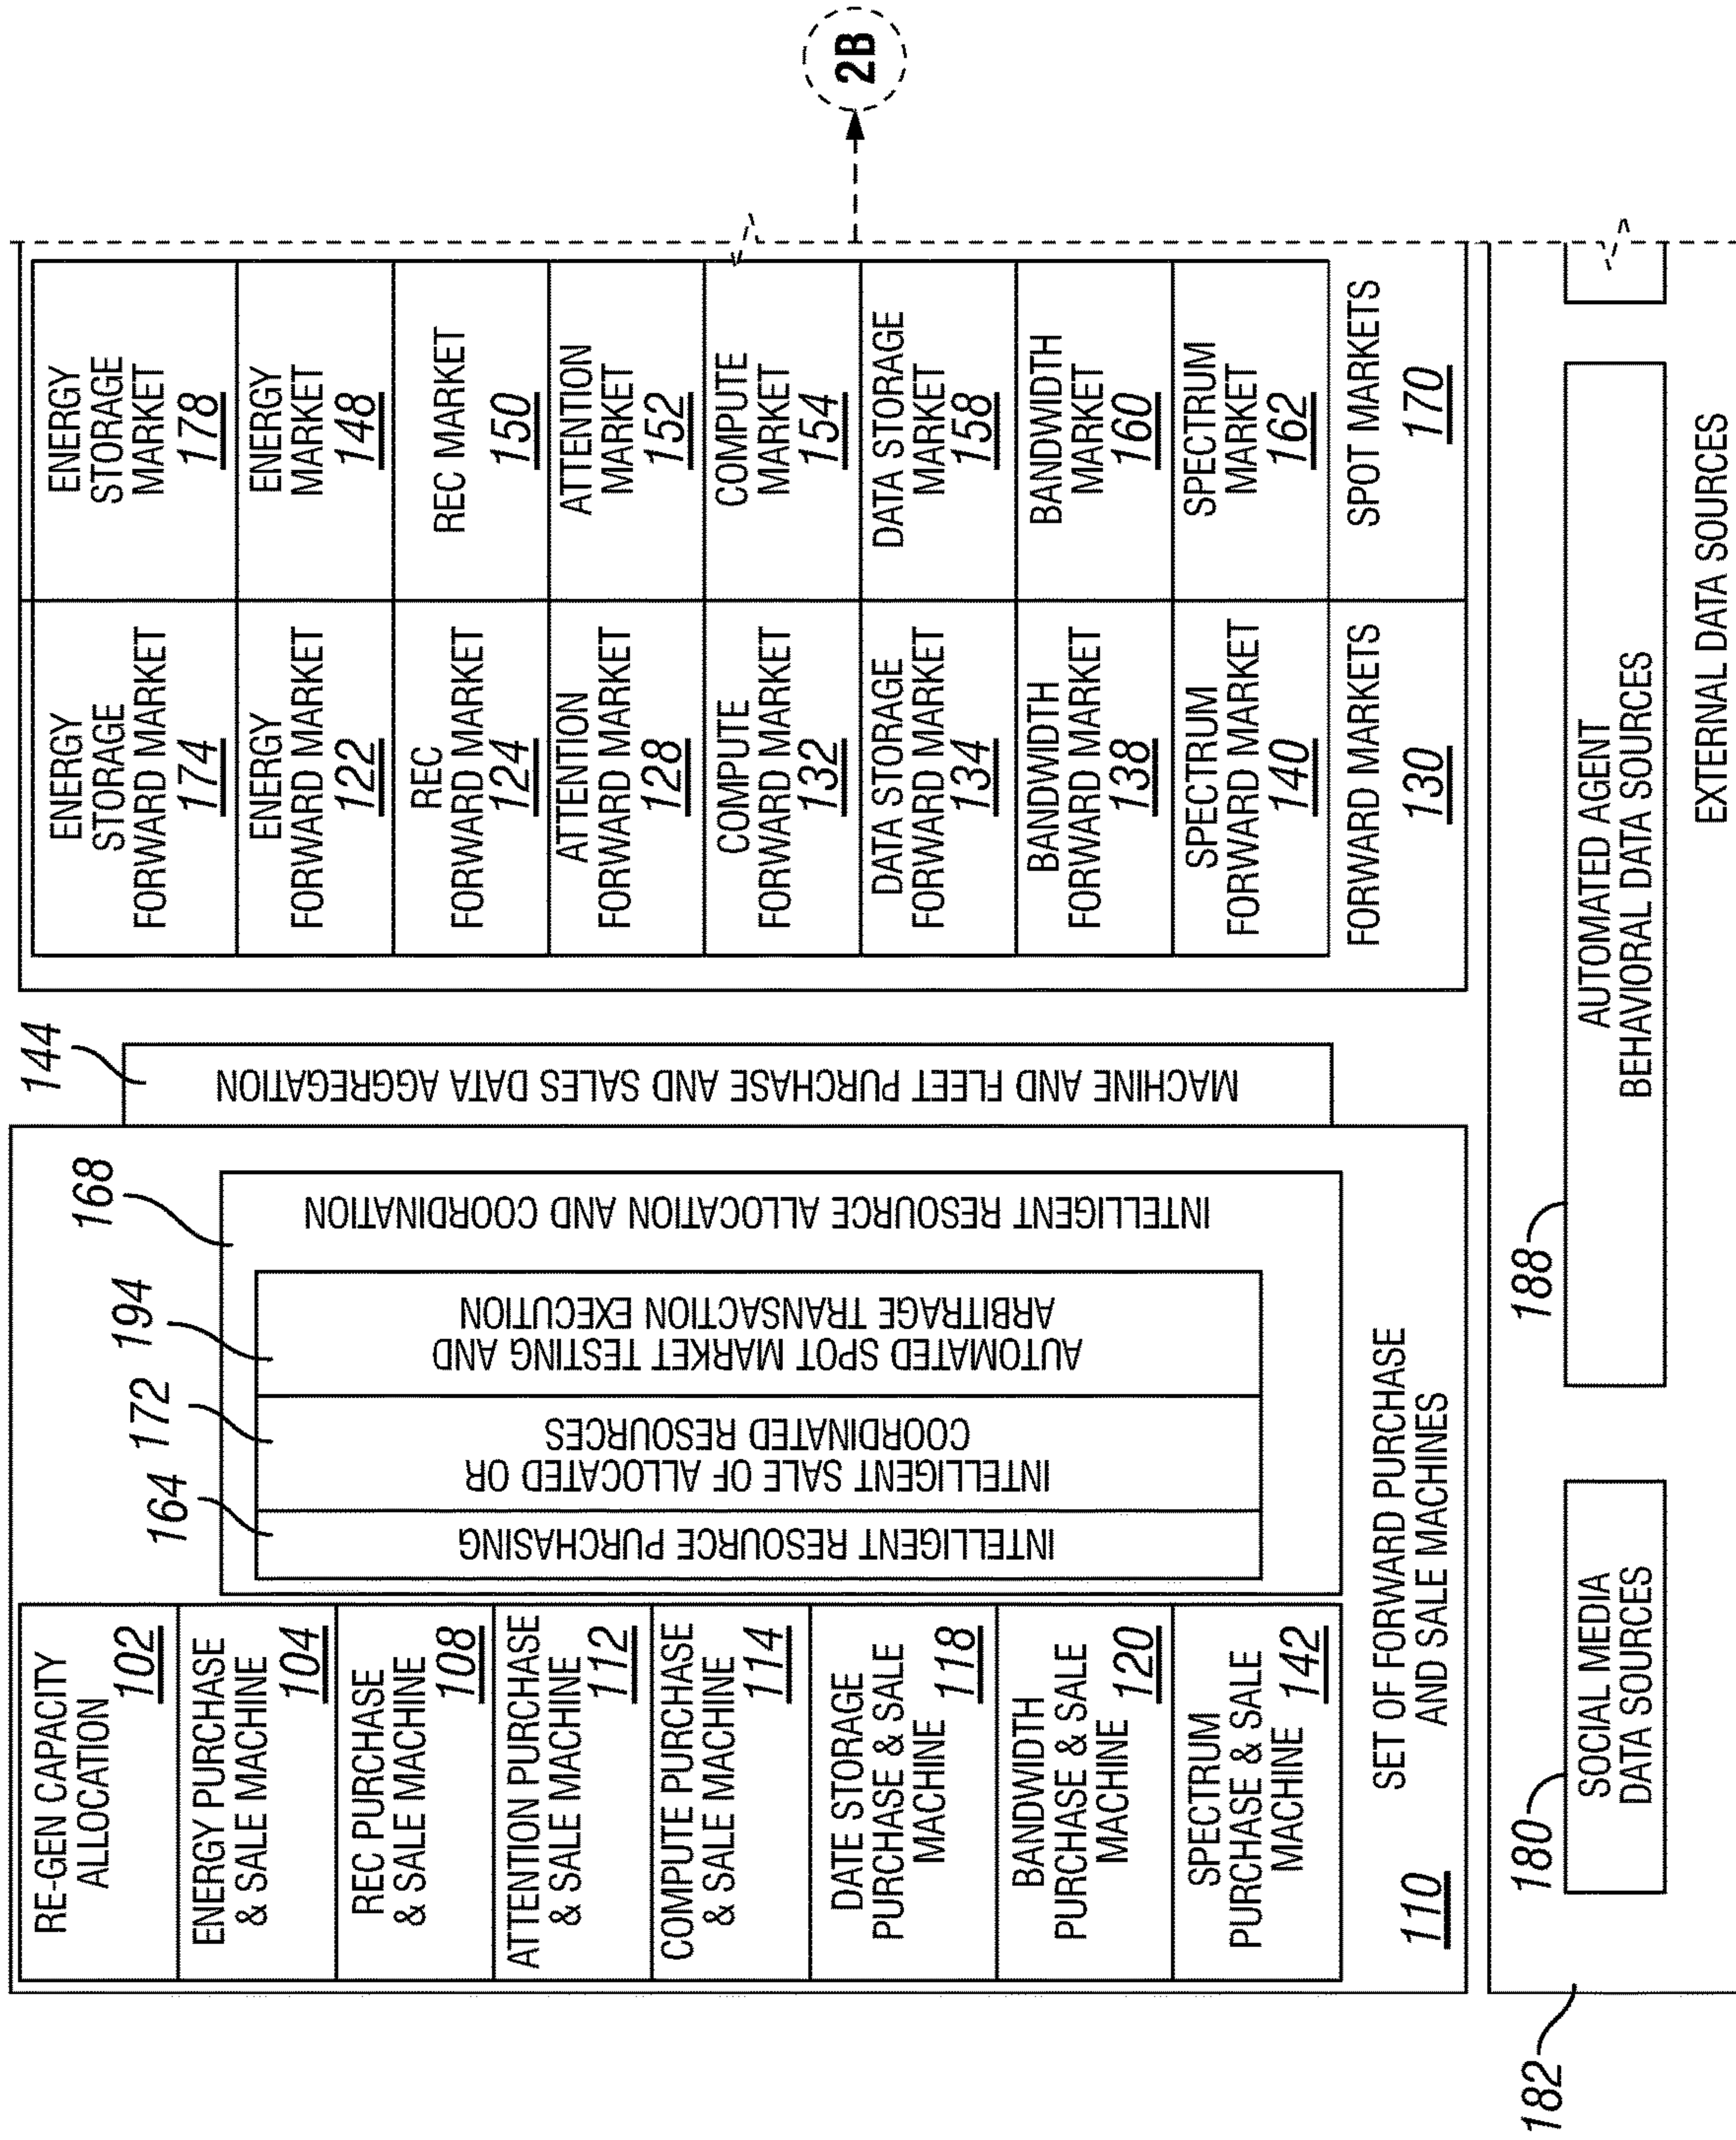 RE-GEN CAPACITY
ALLOCATION
102
ENERGY PURCHASE
& SALE MACHINE
104
REC PURCHASE
& SALE MACHINE
108
ATTENTION PURCHASE
& SALE MACHINE
112
COMPUTE PURCHASE
& SALE MACHINE
114
DATE STORAGE
PURCHASE & SALE
MACHINE
118
BANDWIDTH
PURCHASE & SALE
MACHINE
120
SPECTRUM
PURCHASE & SALE
MACHINE
142
164
172
194
168
INTELLIGENT RESOURCE PURCHASING
INTELLIGENT SALE OF ALLOCATED OR
COORDINATED RESOURCES
AUTOMATED SPOT MARKET TESTING AND
ARBITRAGE TRANSACTION EXECUTION
INTELLIGENT RESOURCE ALLOCATION AND COORDINATION
SET OF FORWARD PURCHASE
AND SALE MACHINES
110
144
MACHINE AND FLEET PURCHASE AND SALES DATA AGGREGATION
ENERGY
STORAGE
FORWARD MARKET
174
ENERGY
STORAGE
MARKET
178
ENERGY
FORWARD MARKET
122
ENERGY
MARKET
148
REC
FORWARD MARKET
124
REC MARKET
150
ATTENTION
FORWARD MARKET
128
ATTENTION
MARKET
152
COMPUTE
FORWARD MARKET
132
COMPUTE
MARKET
154
DATA STORAGE
FORWARD MARKET
134
DATA STORAGE
MARKET
158
BANDWIDTH
FORWARD MARKET
138
BANDWIDTH
MARKET
160
SPECTRUM
FORWARD MARKET
140
SPECTRUM
MARKET
162
FORWARD MARKETS
130
SPOT MARKETS
170
2B
182
180
SOCIAL MEDIA
DATA SOURCES
188
AUTOMATED AGENT
BEHAVIORAL DATA SOURCES
EXTERNAL DATA SOURCES